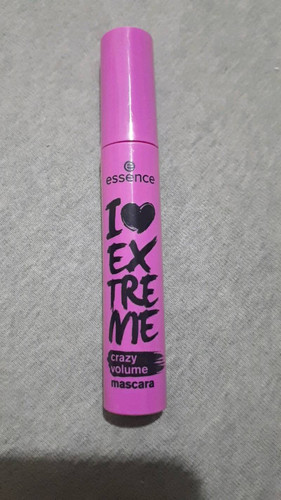 essence
I ♥
EX
TRE
ME
crazy
volume
mascara